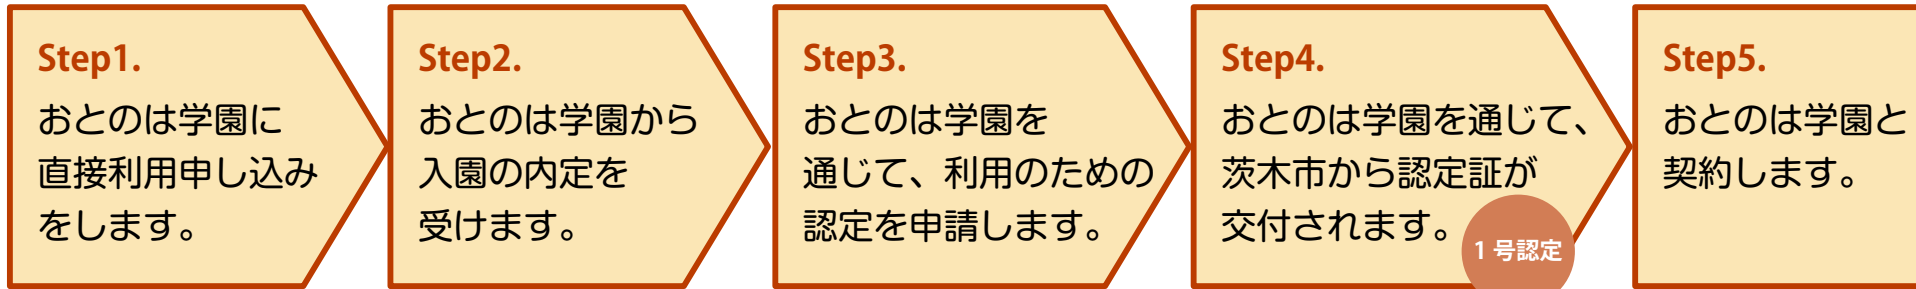 Step1.
おとのは学園に
直接利用申し込み
をします。
Step2.
おとのは学園から
入園の内定を
受けます。
Step3.
おとのは学園を
通じて、利用のための
認定を申請します。
Step4.
おとのは学園を通じて、
茨木市から認定証が
交付されます。
1 号認定
Step5.
おとのは学園と
契約します。